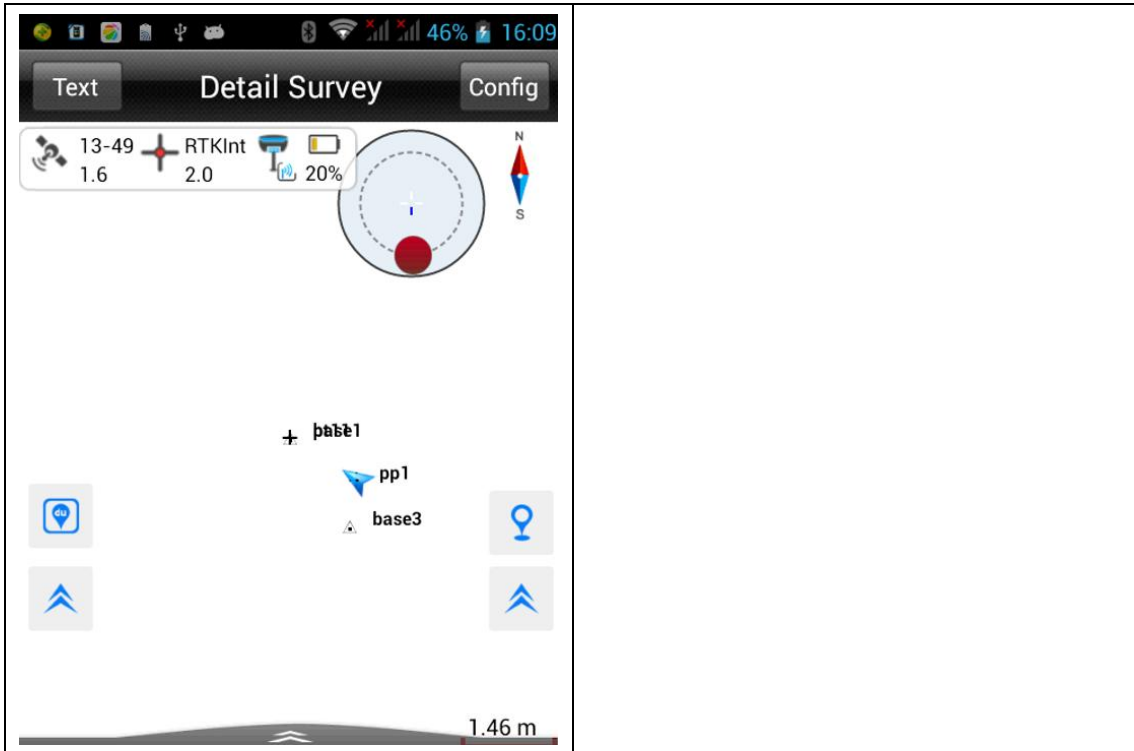 46% 16:09
Text Detail Survey Config
N
13-49 RTKInt
1.6 2.0 20%
S
pp1
base3
du
1.46 m